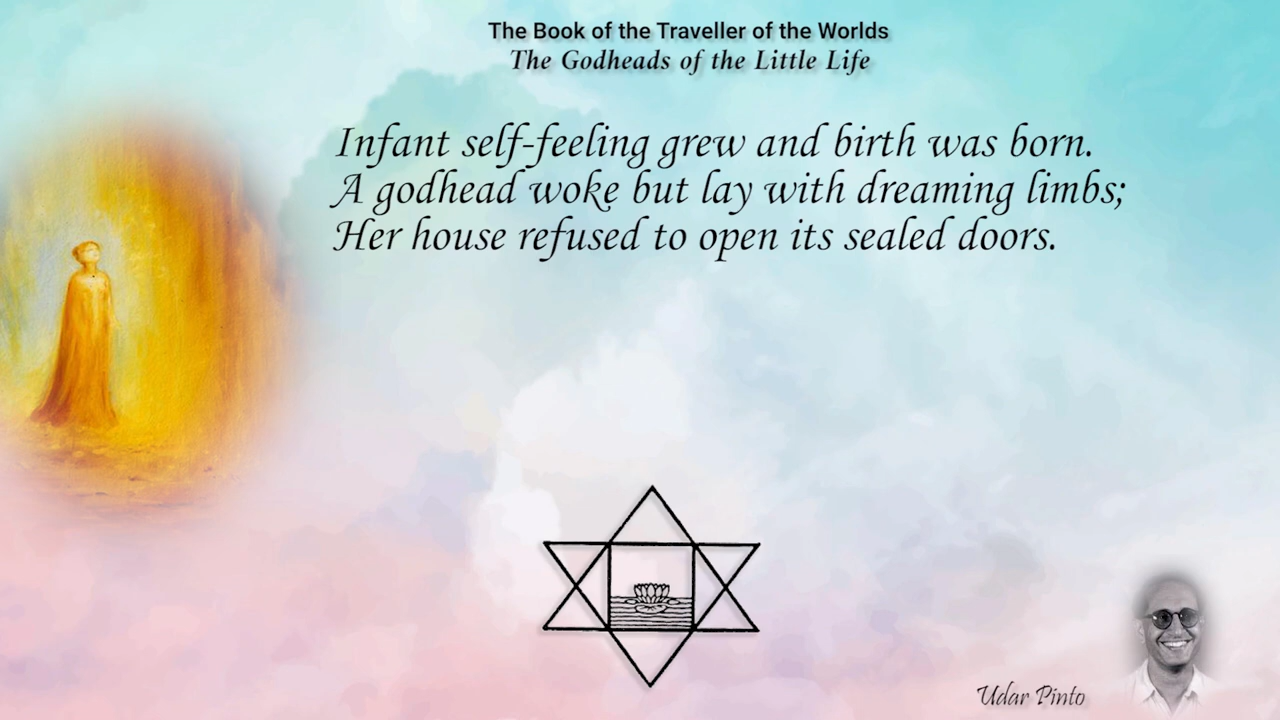 The Book of the Traveller of the Worlds
The Godheads of the Little Life
Infant self-feeling grew and birth was born.
A godhead woke but lay with dreaming limbs;
Her house refused to open its sealed doors.
Udar Pinto